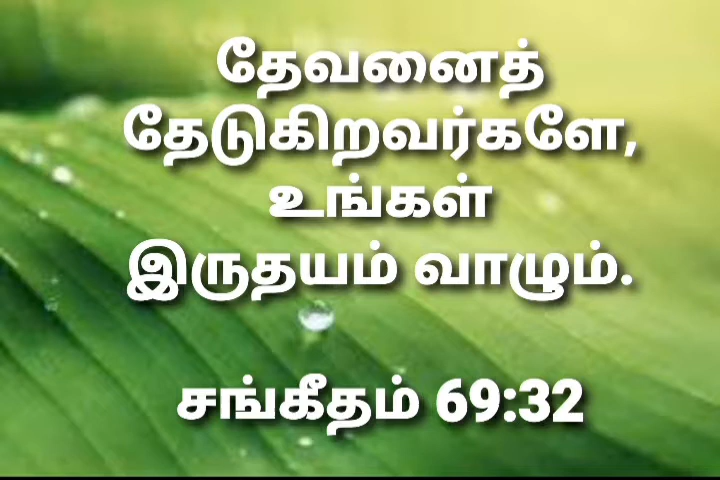 தேவனைத்
தேடுகிறவர்களே,
உங்கள்
இருதயம் வாழும்.
சங்கீதம் 69:32